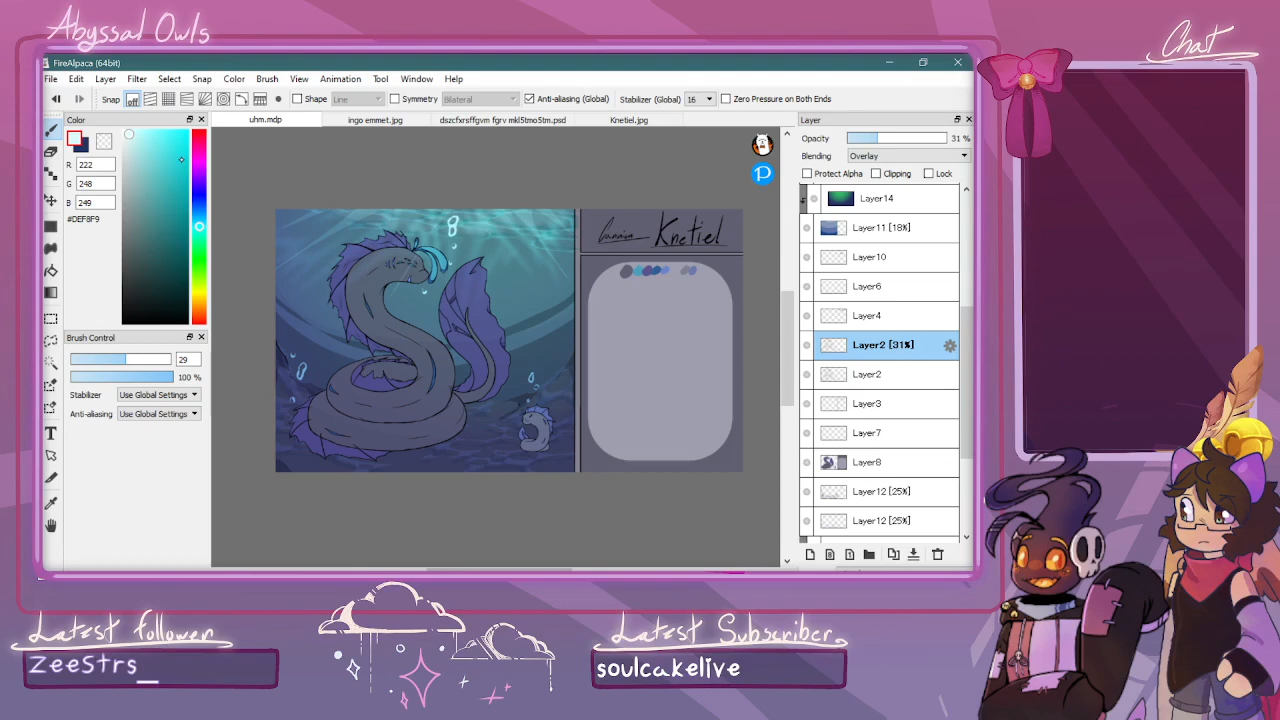 Abyssal Owls
Chat
FireAlpaca (64bit)
File Edit Layer Filter Select Snap Color Brush View Animation Tool Window Help
Snap off Shape Line Symmetry Bilateral Anti-aliasing (Global) Stabilizer (Global) 16 Zero Pressure on Both Ends
Color
uhm.mdp ingo emmet.jpg dszcfxrsffgvm fgrv mkl5tmo5tm.psd Knetiel.jpg
Layer
R 222
G 248
B 249
#DEF8F9
Opacity 31 %
Blending Overlay
Protect Alpha Clipping Lock
Layer14
Layer11 [18%]
Layer10
Layer6
Layer4
Layer2 [31%]
Layer2
Layer3
Layer7
Layer8
Layer12 [25%]
Layer12 [25%]
Knetiel
Brush Control
29
100 %
Stabilizer Use Global Settings
Anti-aliasing Use Global Settings
Latest follower
ZeeStrs_
Latest Subscriber
soulcakelive